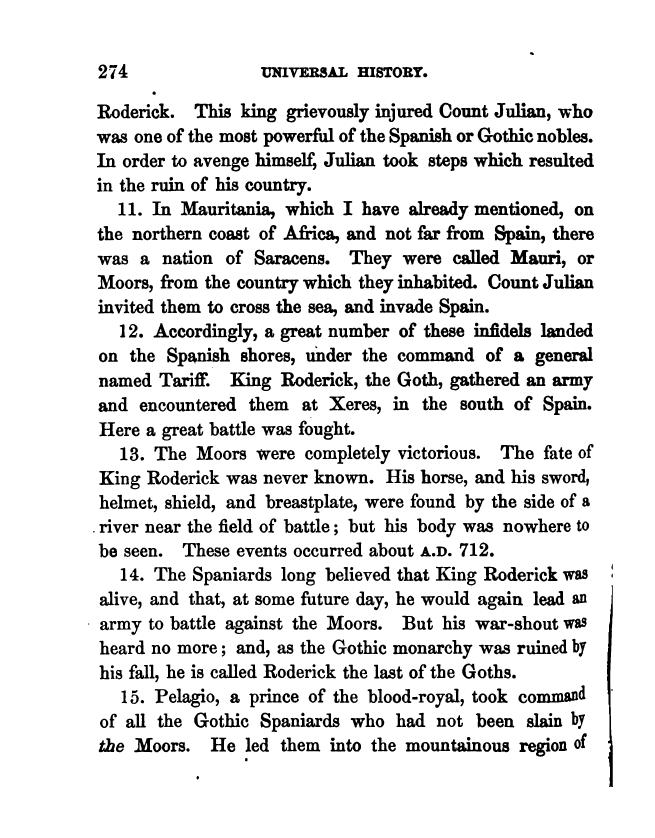 274 UNIVERSAL HISTORY.
Roderick. This king grievously injured Count Julian, who
was one of the most powerful of the Spanish or Gothic nobles.
In order to avenge himself, Julian took steps which resulted
in the ruin of his country.
11. In Mauritania, which I have already mentioned, on
the northern coast of Africa, and not far from Spain, there
was a nation of Saracens. They were called Mauri, or
Moors, from the country which they inhabited. Count Julian
invited them to cross the sea, and invade Spain.
12. Accordingly, a great number of these infidels landed
on the Spanish shores, under the command of a general
named Tariff. King Roderick, the Goth, gathered an army
and encountered them at Xeres, in the south of Spain.
Here a great battle was fought.
13. The Moors were completely victorious. The fate of
King Roderick was never known. His horse, and his sword,
helmet, shield, and breastplate, were found by the side of a
river near the field of battle; but his body was nowhere to
be seen. These events occurred about A.D. 712.
14. The Spaniards long believed that King Roderick was
alive, and that, at some future day, he would again lead an
army to battle against the Moors. But his war-shout was
heard no more; and, as the Gothic monarchy was ruined by
his fall, he is called Roderick the last of the Goths.
15. Pelagio, a prince of the blood-royal, took command
of all the Gothic Spaniards who had not been slain by
the Moors. He led them into the mountainous region of